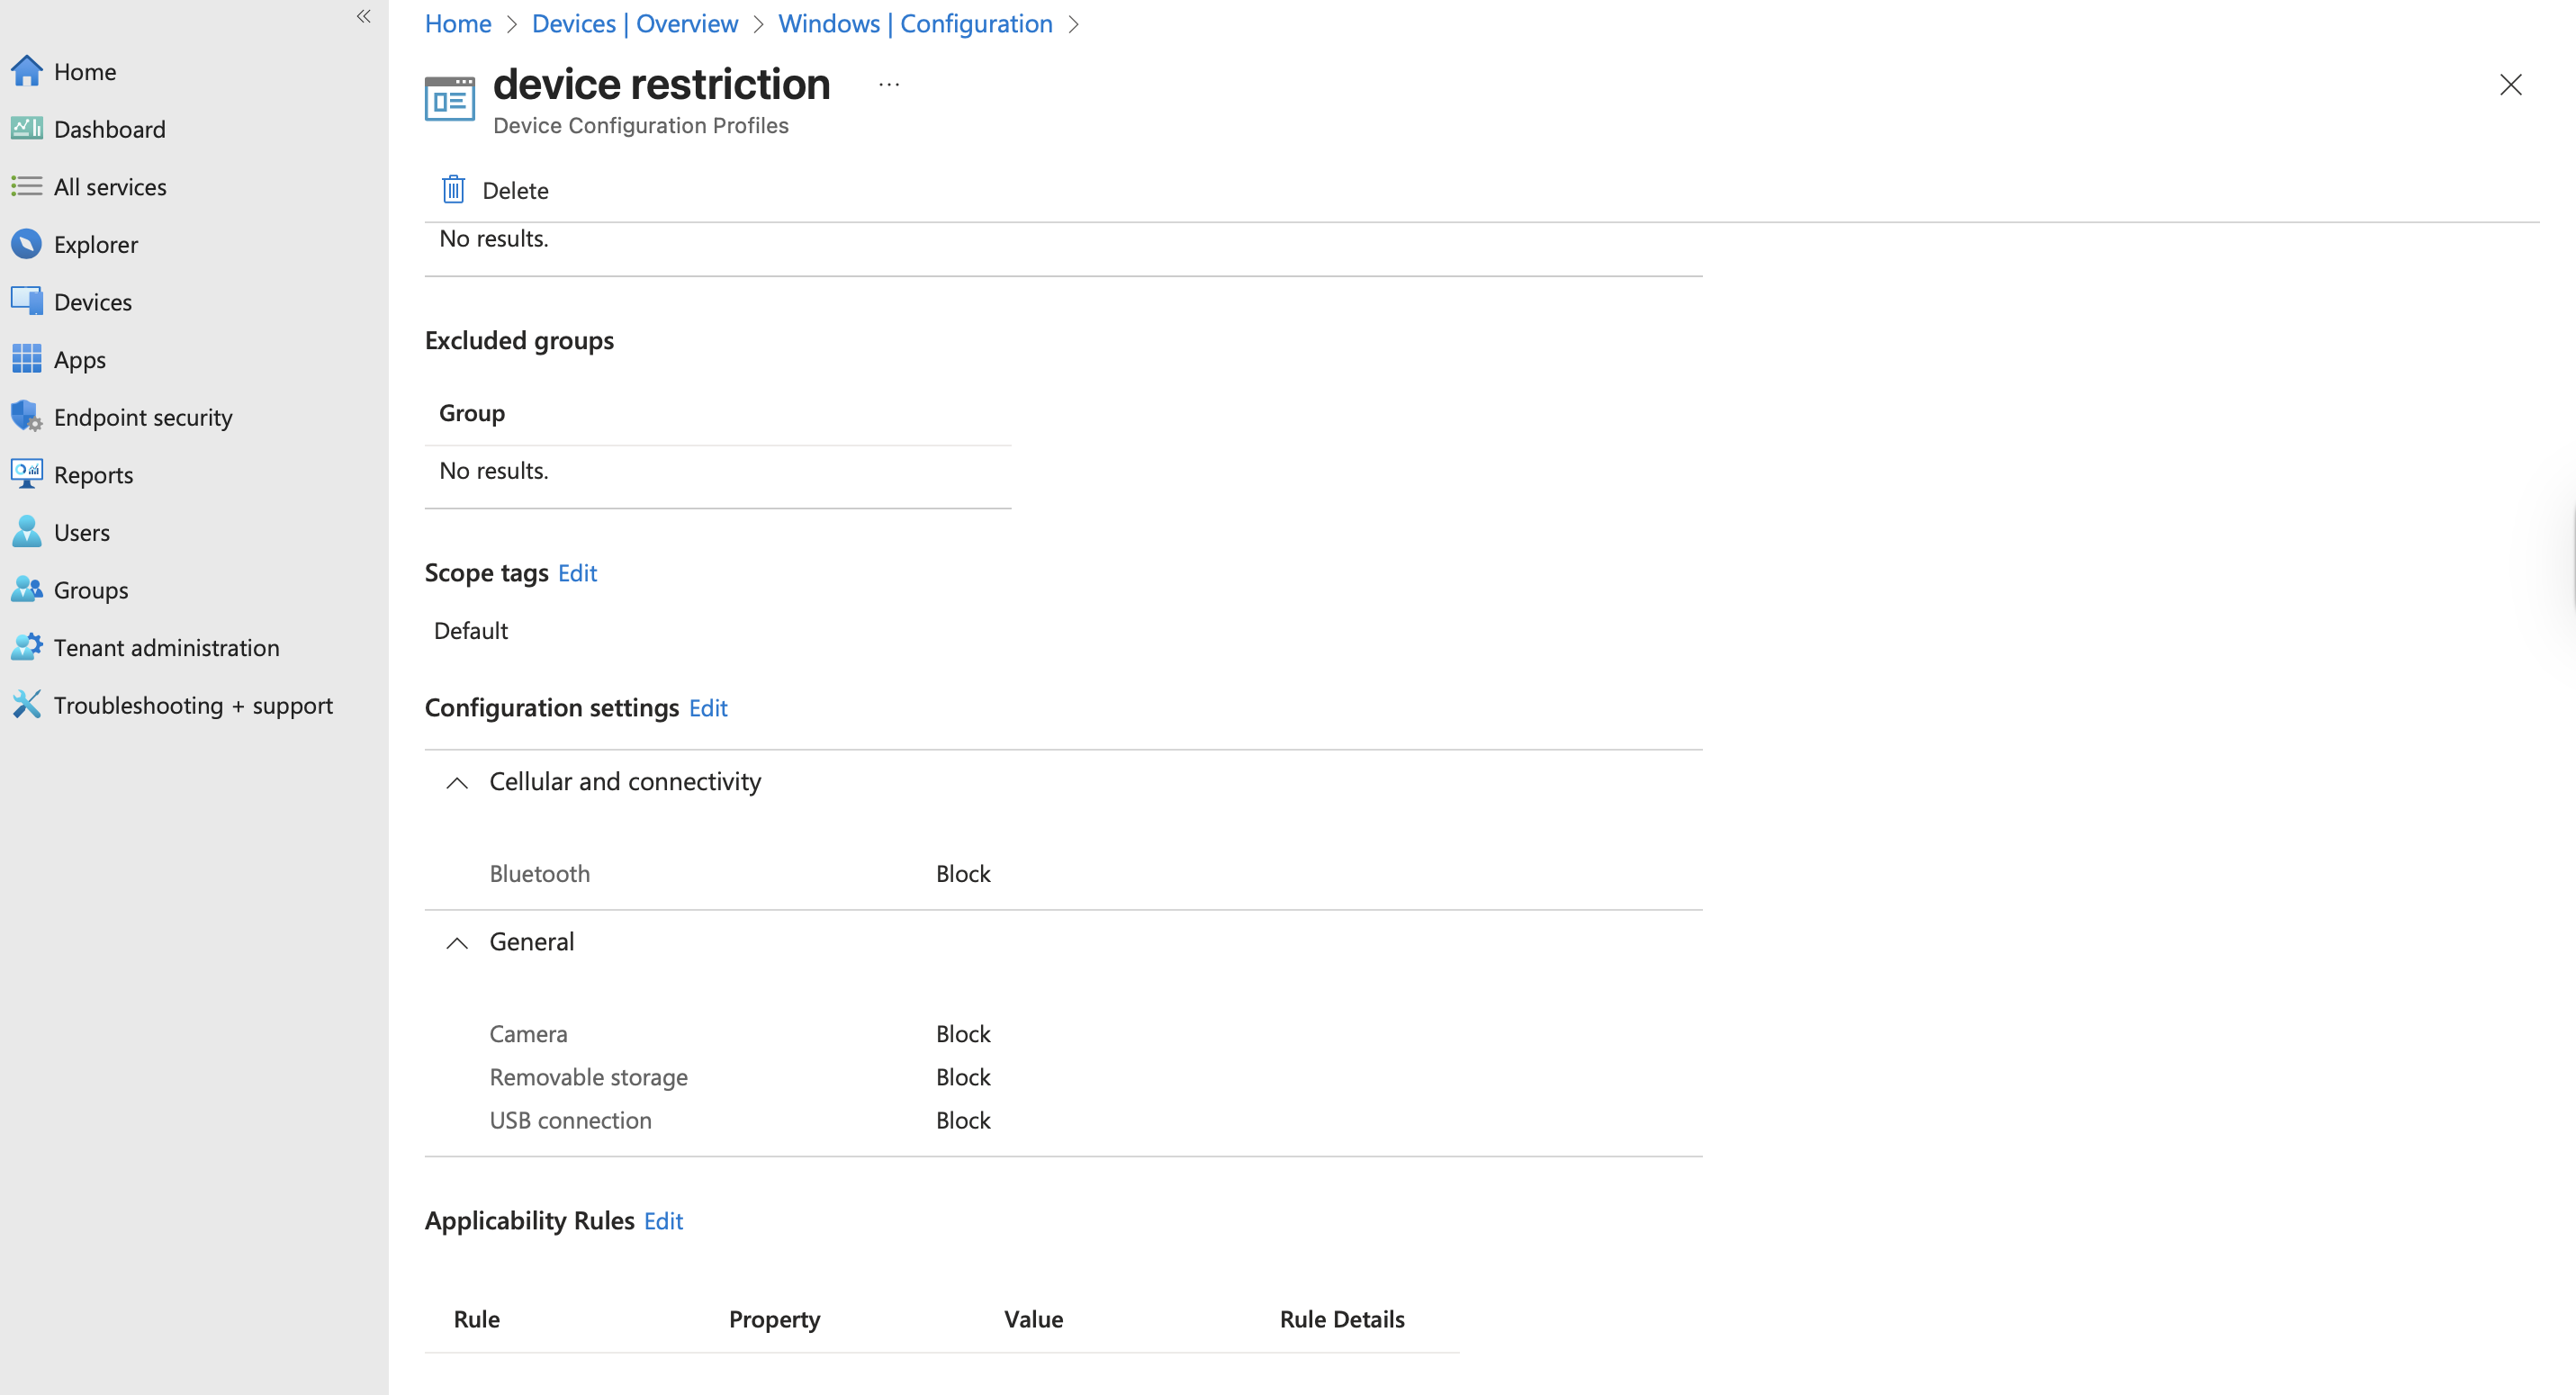 Home
Dashboard
All services
Explorer
Devices
Apps
Endpoint security
Reports
Users
Groups
Tenant administration
Troubleshooting + support
Home > Devices | Overview > Windows | Configuration >
device restriction ...
Device Configuration Profiles
Delete
No results.
Excluded groups
Group
No results.
Scope tags Edit
Default
Configuration settings Edit
Cellular and connectivity
Bluetooth Block
General
Camera Block
Removable storage Block
USB connection Block
Applicability Rules Edit
Rule Property Value Rule Details